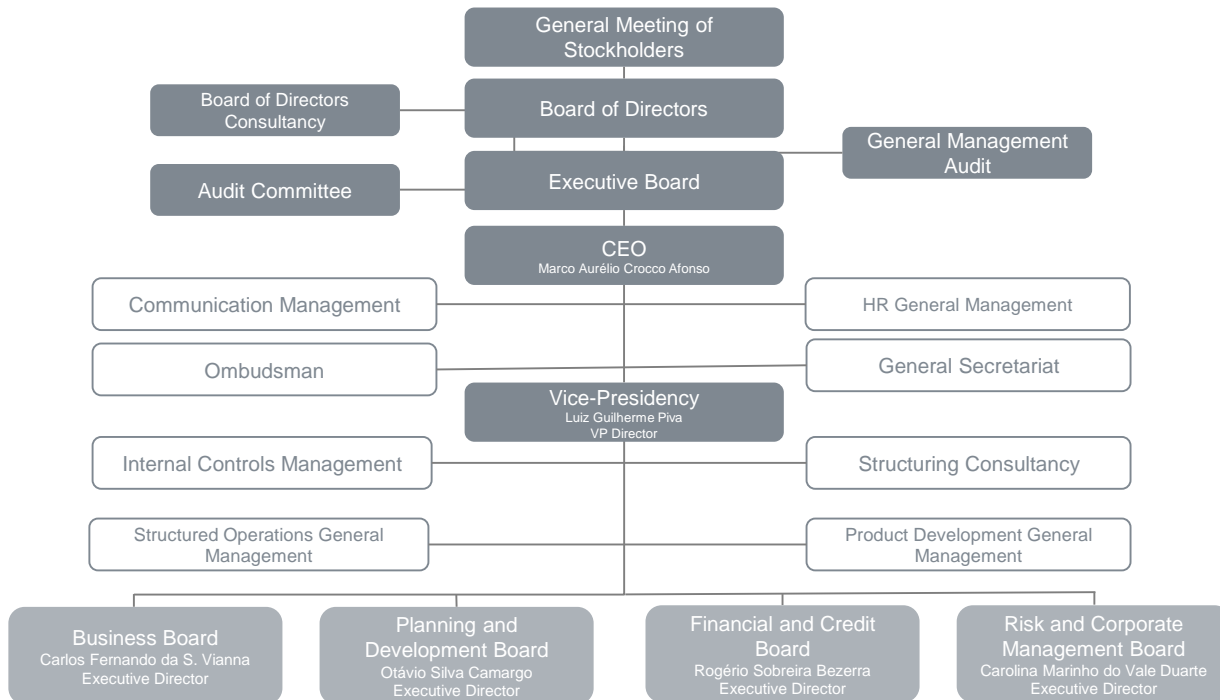 General Meeting of
Stockholders
Board of Directors
Consultancy
Board of Directors
General Management
Audit
Audit Committee
Executive Board
CEO
Marco Aurélio Crocco Afonso
Communication Management
HR General Management
Ombudsman
General Secretariat
Vice-Presidency
Luiz Guilherme Piva
VP Director
Internal Controls Management
Structuring Consultancy
Structured Operations General
Management
Product Development General
Management
Business Board
Carlos Fernando da S. Vianna
Executive Director
Planning and
Development Board
Otávio Silva Camargo
Executive Director
Financial and Credit
Board
Rogério Sobreira Bezerra
Executive Director
Risk and Corporate
Management Board
Carolina Marinho do Vale Duarte
Executive Director